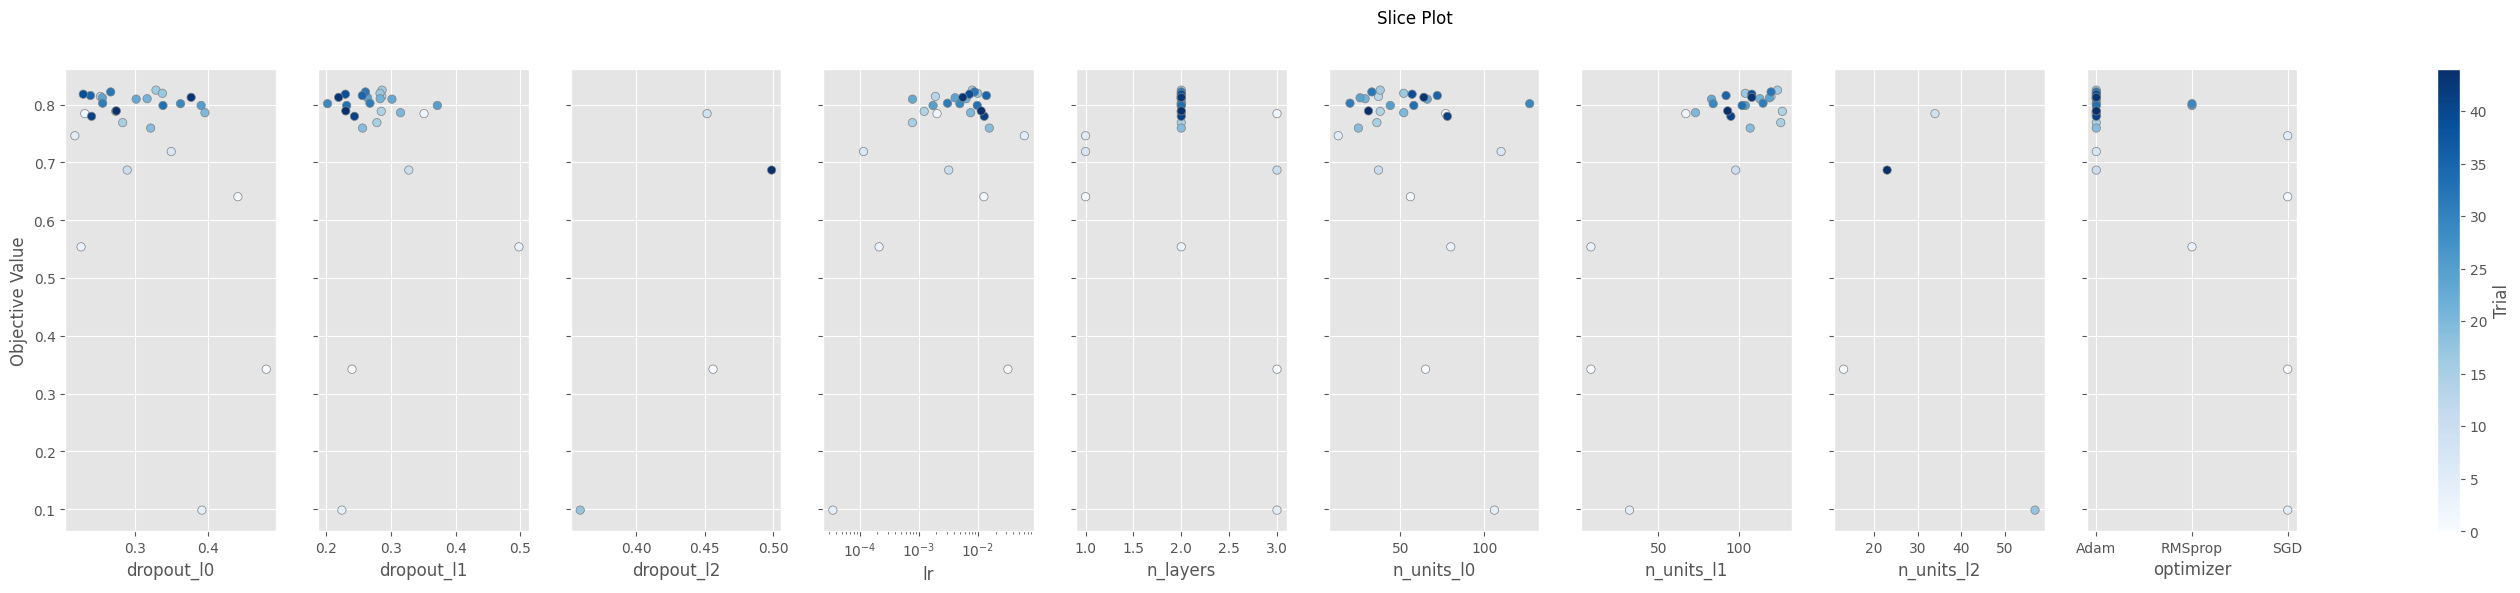 Slice Plot
Objective Value
0.8
0.7
0.6
0.5
0.4
0.3
0.2
0.1
0.3 0.4
dropout_l0
0.2 0.3 0.4 0.5
dropout_l1
0.40 0.45 0.50
dropout_l2
10⁻⁴ 10⁻³ 10⁻²
lr
1.0 1.5 2.0 2.5 3.0
n_layers
50 100
n_units_l0
50 100
n_units_l1
20 30 40 50
n_units_l2
Adam RMSprop SGD
optimizer
40
35
30
25
20
15
10
5
0
Trial